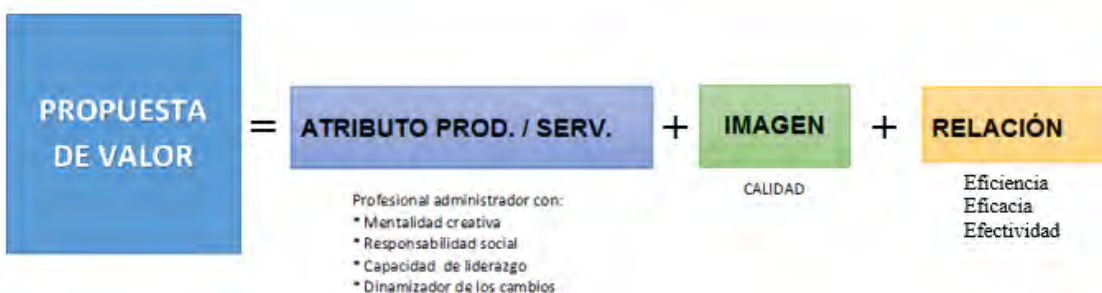 PROPUESTA
DE VALOR
=
ATRIBUTO PROD. / SERV.
+
IMAGEN
+
RELACIÓN
Profesional administrador con:
* Mentalidad creativa
* Responsabilidad social
* Capacidad de liderazgo
* Dinamizador de los cambios
CALIDAD
Eficiencia
Eficacia
Efectividad